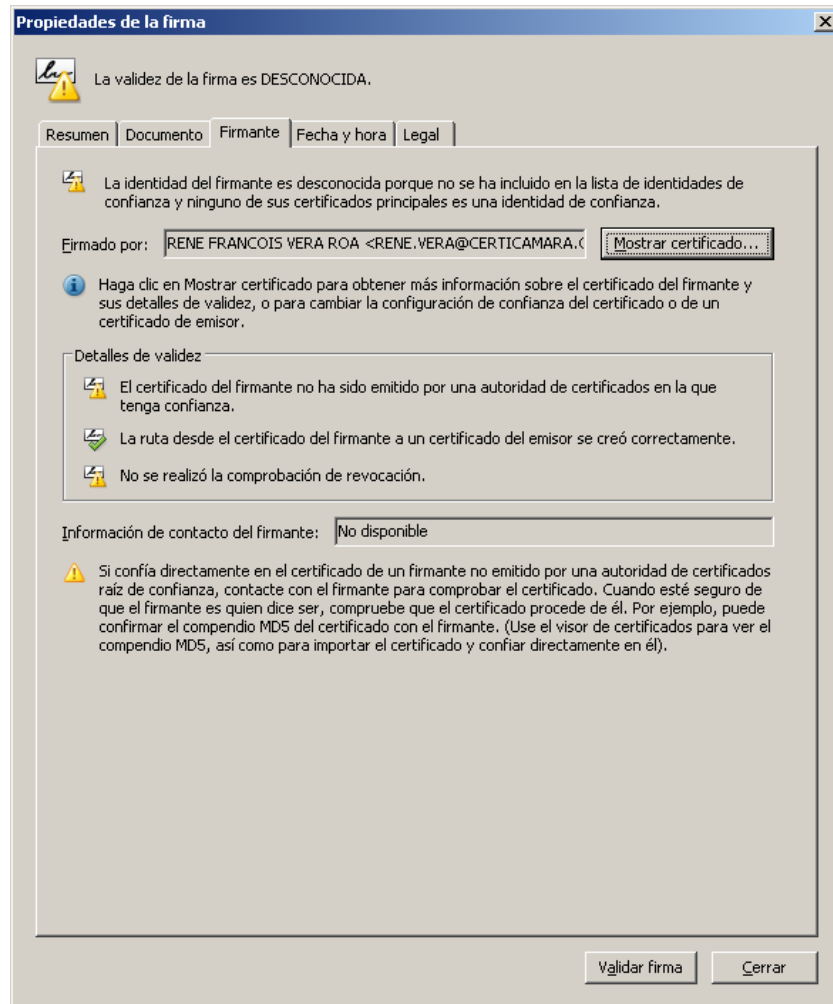 Propiedades de la firma
La validez de la firma es DESCONOCIDA.
Resumen Documento Firmante Fecha y hora Legal
La identidad del firmante es desconocida porque no se ha incluido en la lista de identidades de
confianza y ninguno de sus certificados principales es una identidad de confianza.
Firmado por: RENE FRANCOIS VERA ROA <RENE.VERA@CERTICAMARA.( Mostrar certificado...
Haga clic en Mostrar certificado para obtener más información sobre el certificado del firmante y
sus detalles de validez, o para cambiar la configuración de confianza del certificado o de un
certificado de emisor.
Detalles de validez
El certificado del firmante no ha sido emitido por una autoridad de certificados en la que
tenga confianza.
La ruta desde el certificado del firmante a un certificado del emisor se creó correctamente.
No se realizó la comprobación de revocación.
Información de contacto del firmante: No disponible
Si confía directamente en el certificado de un firmante no emitido por una autoridad de certificados
raíz de confianza, contacte con el firmante para comprobar el certificado. Cuando esté seguro de
que el firmante es quien dice ser, compruebe que el certificado procede de él. Por ejemplo, puede
confirmar el compendio MD5 del certificado con el firmante. (Use el visor de certificados para ver el
compendio MD5, así como para importar el certificado y confiar directamente en él).
Validar firma Cerrar